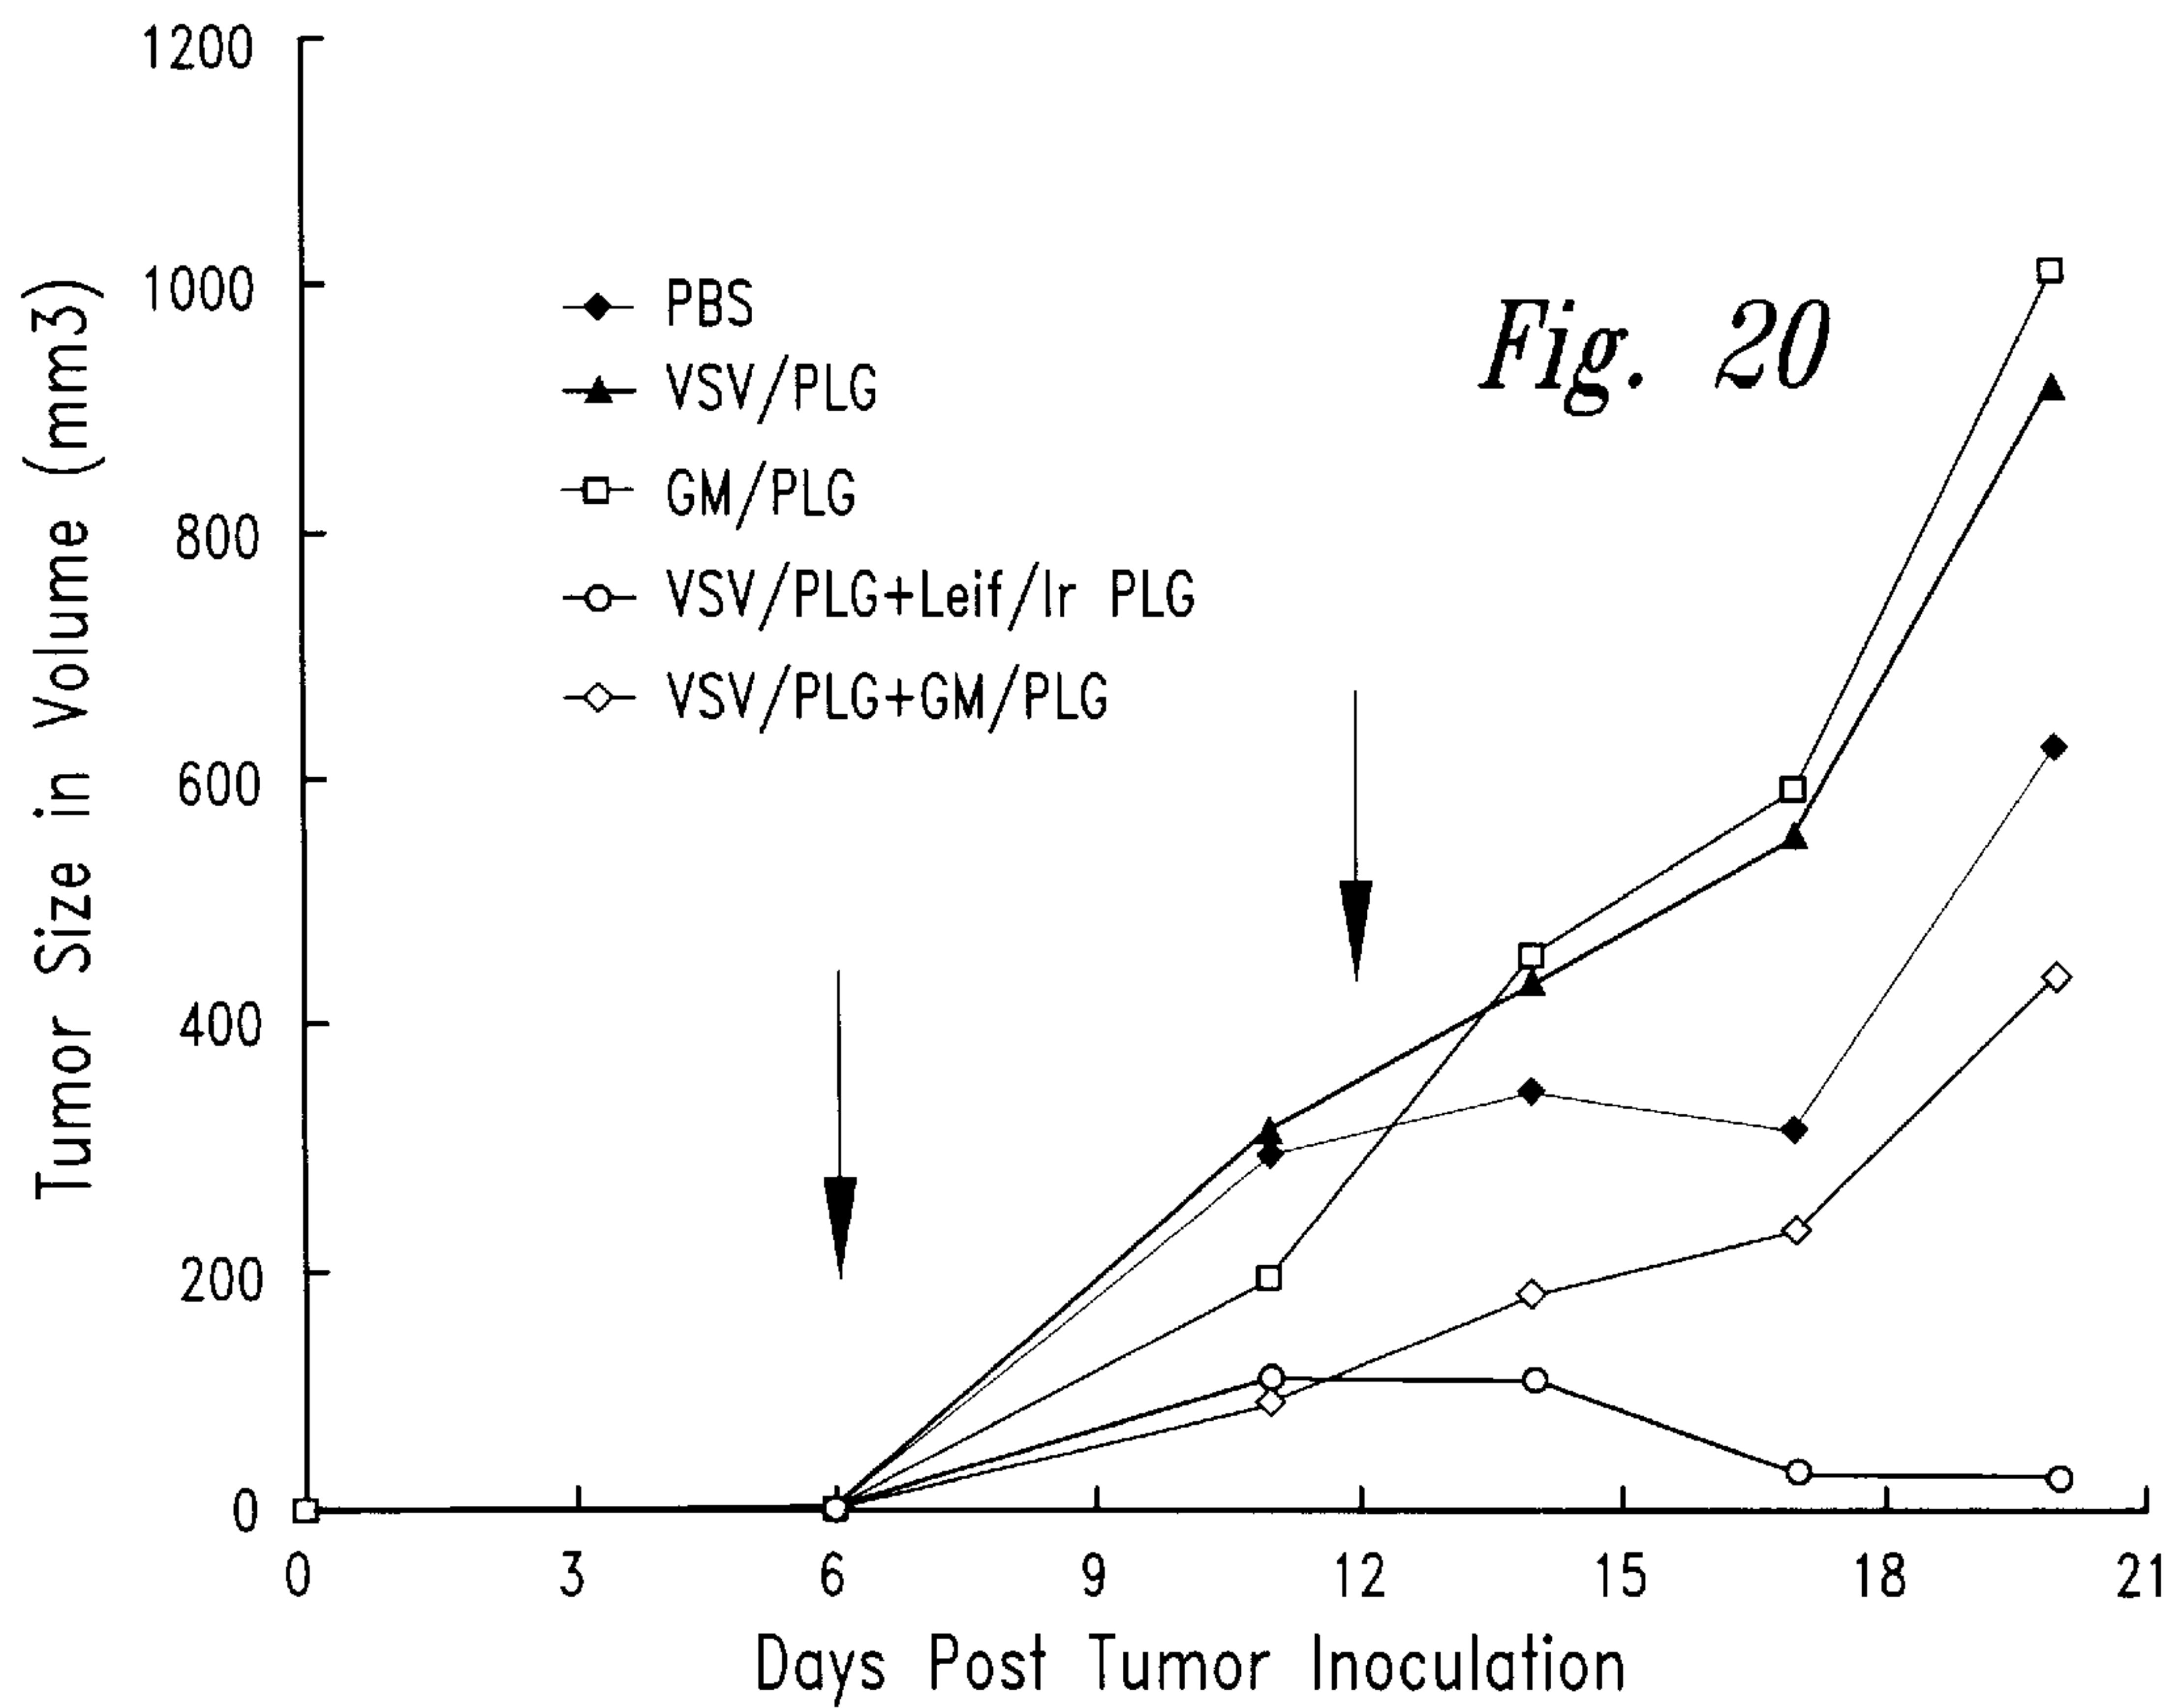 1200
1000
800
600
400
200
0
Tumor Size in Volume (mm3)
PBS
VSV/PLG
GM/PLG
VSV/PLG+Leif/Ir PLG
VSV/PLG+GM/PLG
Fig. 20
0 3 6 9 12 15 18 21
Days Post Tumor Inoculation